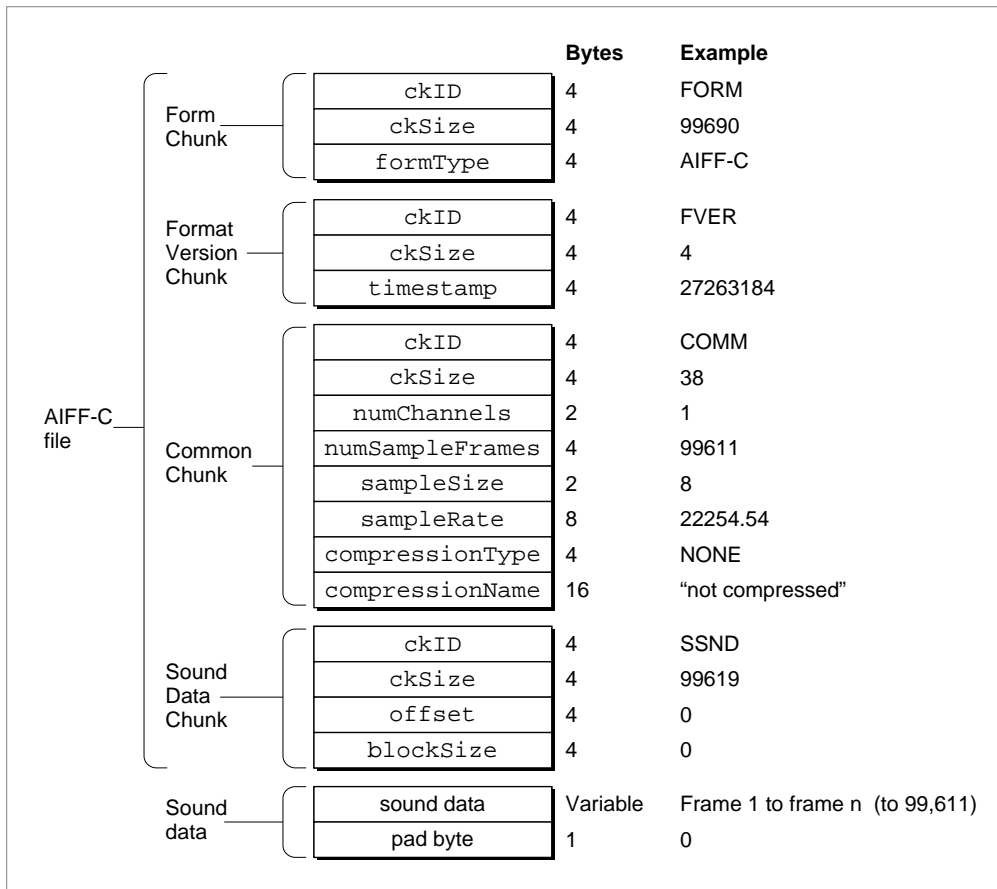 Bytes Example
AIFF-C
file
Form
Chunk
ckID 4 FORM
ckSize 4 99690
formType 4 AIFF-C
Format
Version
Chunk
ckID 4 FVER
ckSize 4 4
timestamp 4 27263184
Common
Chunk
ckID 4 COMM
ckSize 4 38
numChannels 2 1
numSampleFrames 4 99611
sampleSize 2 8
sampleRate 8 22254.54
compressionType 4 NONE
compressionName 16 “not compressed”
Sound
Data
Chunk
ckID 4 SSND
ckSize 4 99619
offset 4 0
blockSize 4 0
Sound
data
sound data Variable Frame 1 to frame n (to 99,611)
pad byte 1 0